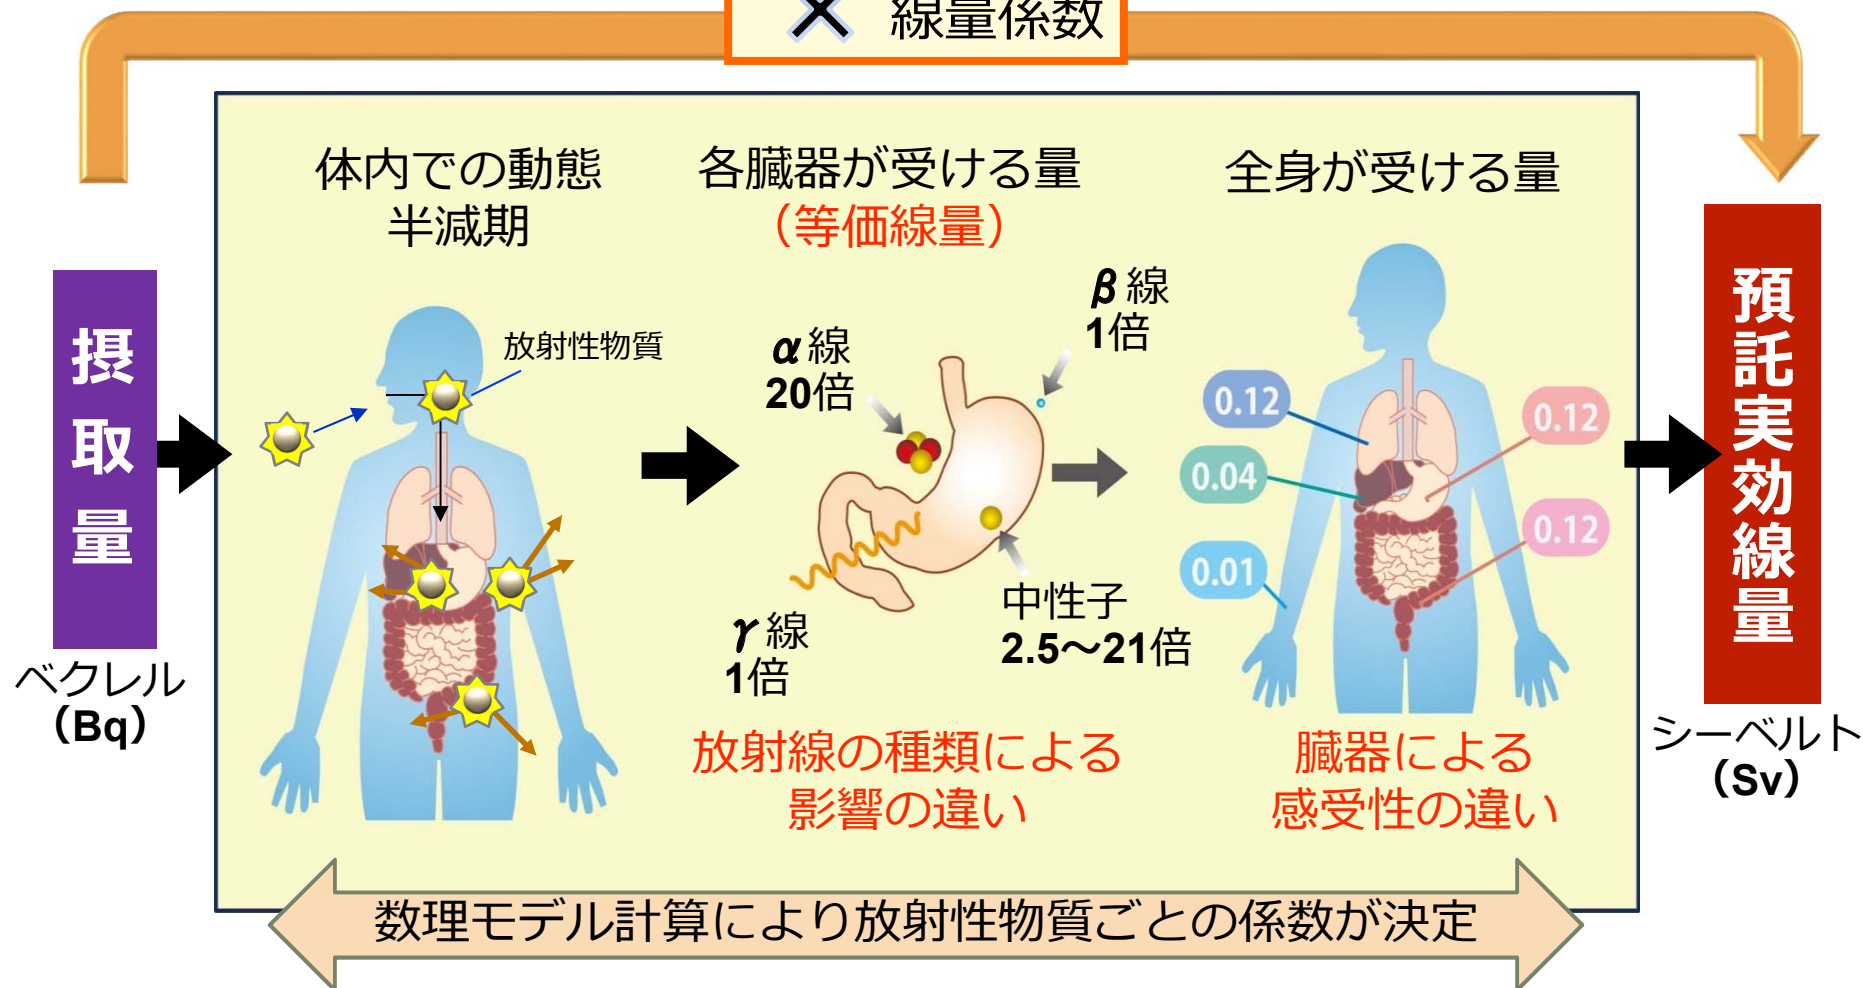 × 線量係数
体内での動態
半減期
各臓器が受ける量
（等価線量）
全身が受ける量
摂取量
ベクレル
（Bq）
放射性物質
α線
20倍
β線
1倍
γ線
1倍
中性子
2.5～21倍
放射線の種類による
影響の違い
0.12
0.04
0.01
0.12
0.12
臓器による
感受性の違い
預託実効線量
シーベルト
（Sv）
数理モデル計算により放射性物質ごとの係数が決定